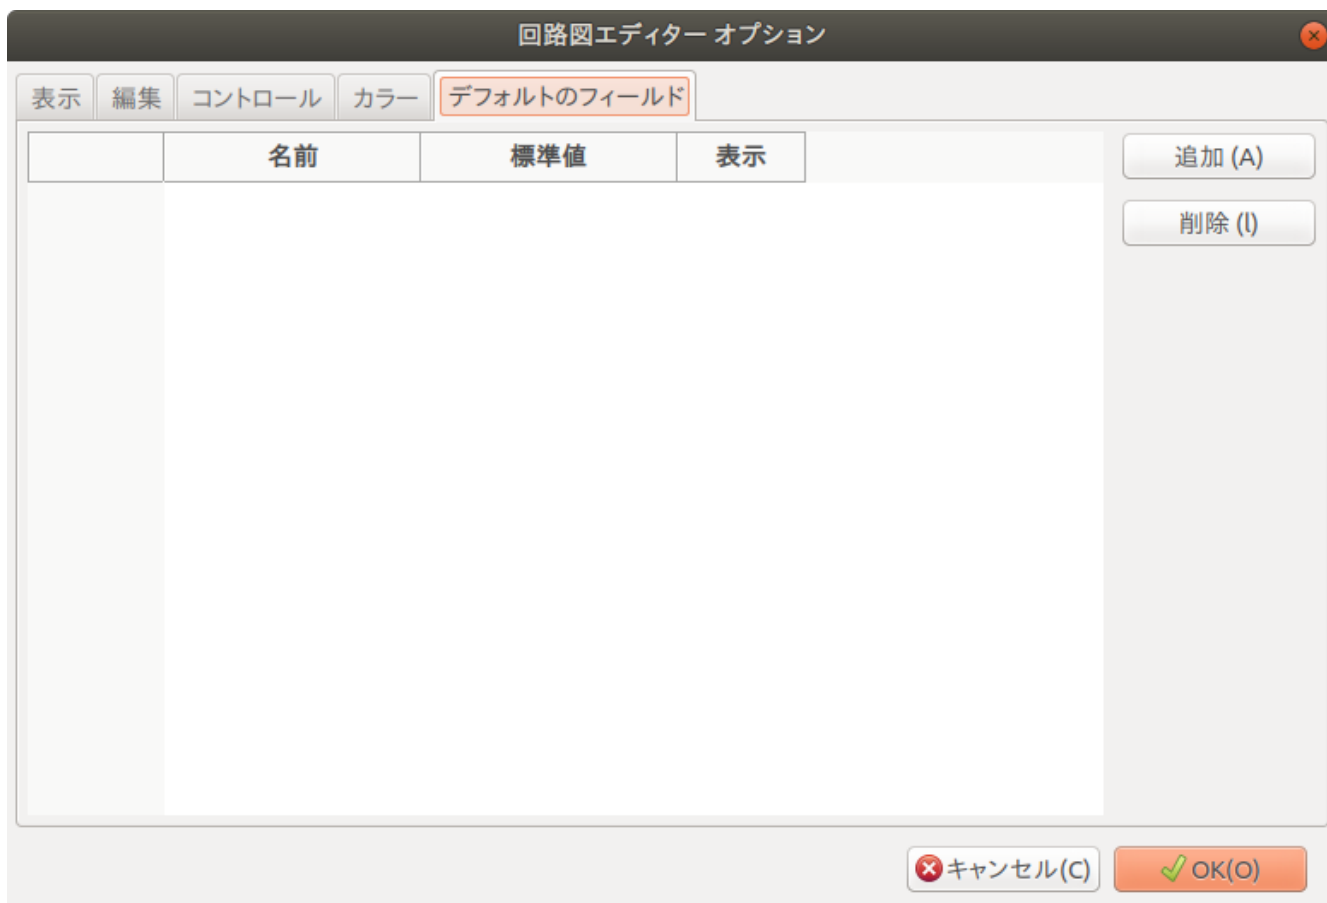 回路図エディター オプション
表示 編集 コントロール カラー デフォルトのフィールド
名前 標準値 表示
追加 (A)
削除 (l)
キャンセル(C) OK(O)